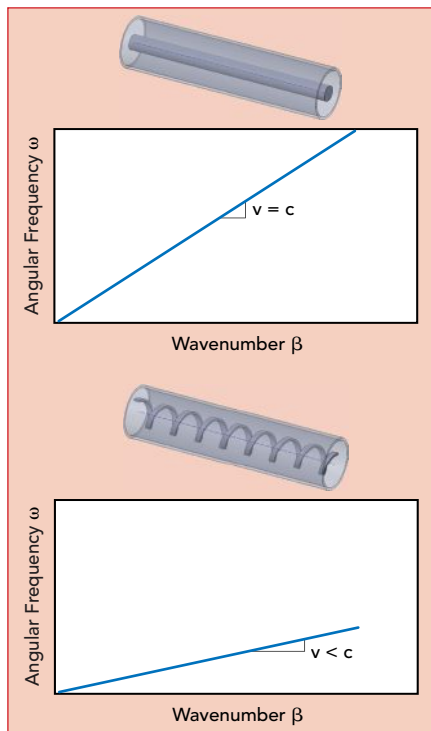 Angular Frequency ω
v = c
Wavenumber β
Angular Frequency ω
v < c
Wavenumber β